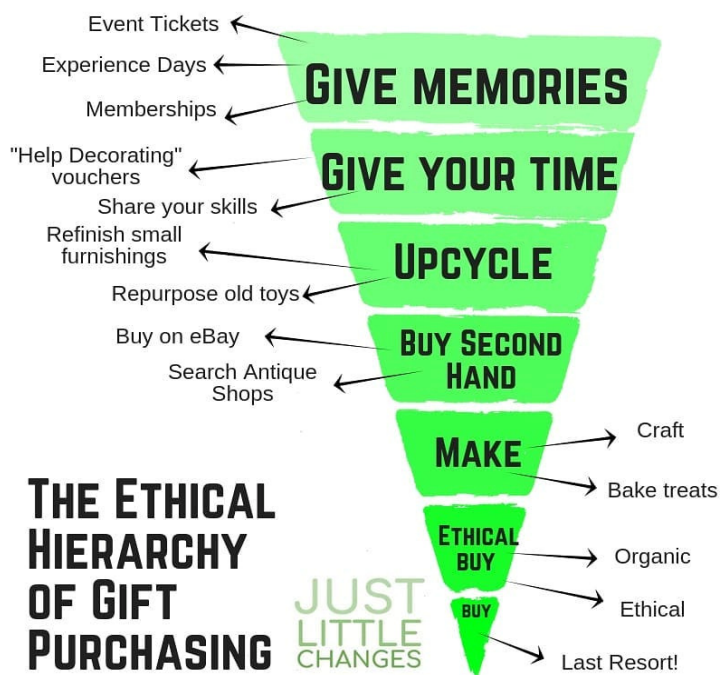 Event Tickets
Experience Days
Memberships
GIVE MEMORIES
"Help Decorating"
vouchers
Share your skills
GIVE YOUR TIME
Refinish small
furnishings
Repurpose old toys
UPCYCLE
Buy on eBay
Search Antique
Shops
BUY SECOND
HAND
MAKE
Craft
Bake treats
ETHICAL
BUY
Organic
Ethical
BUY
Last Resort!
THE ETHICAL
HIERARCHY
OF GIFT
PURCHASING
JUST
LITTLE
CHANGES